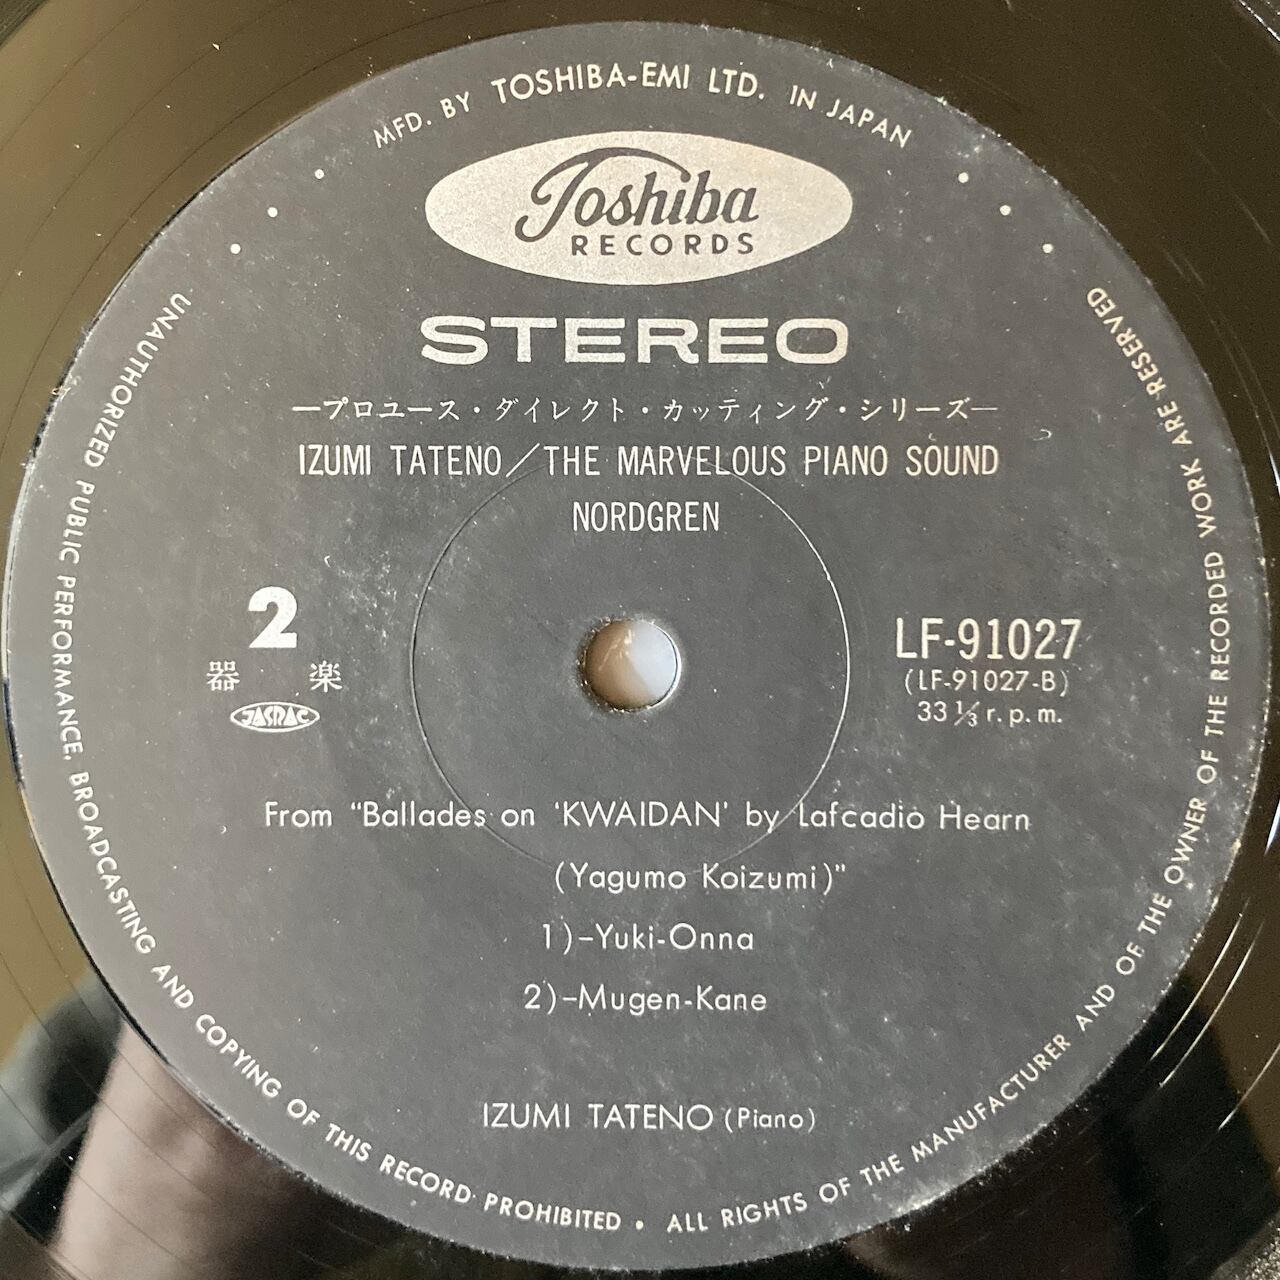 MFD. BY TOSHIBA-EMI LTD. IN JAPAN
Toshiba
RECORDS
STEREO
―プロユース・ダイレクト・カッティング・シリーズ―
IZUMI TATENO/THE MARVELOUS PIANO SOUND
NORDGREN
2
器 楽
JASRAC
LF-91027
(LF-91027-B)
33 1/3 r.p.m.
From "Ballades on 'KWAIDAN' by Lafcadio Hearn
(Yagumo Koizumi)"
1)-Yuki-Onna
2)-Mugen-Kane
IZUMI TATENO (Piano)
UNAUTHORIZED PUBLIC PERFORMANCE, BROADCASTING AND COPYING OF THIS RECORD PROHIBITED • ALL RIGHTS OF THE MANUFACTURER AND OF THE OWNER OF THE RECORDED WORK ARE RESERVED